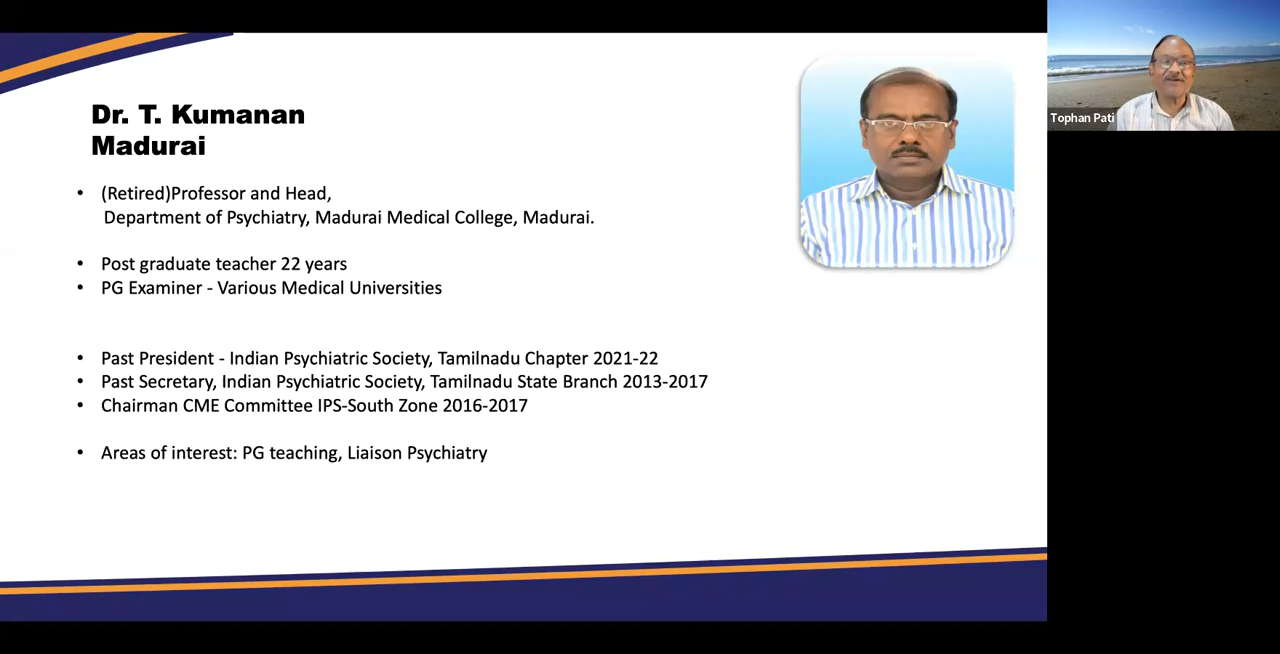 Dr. T. Kumanan
Madurai
• (Retired)Professor and Head,
Department of Psychiatry, Madurai Medical College, Madurai.
• Post graduate teacher 22 years
• PG Examiner - Various Medical Universities
• Past President - Indian Psychiatric Society, Tamilnadu Chapter 2021-22
• Past Secretary, Indian Psychiatric Society, Tamilnadu State Branch 2013-2017
• Chairman CME Committee IPS-South Zone 2016-2017
• Areas of interest: PG teaching, Liaison Psychiatry
Tophan Pati